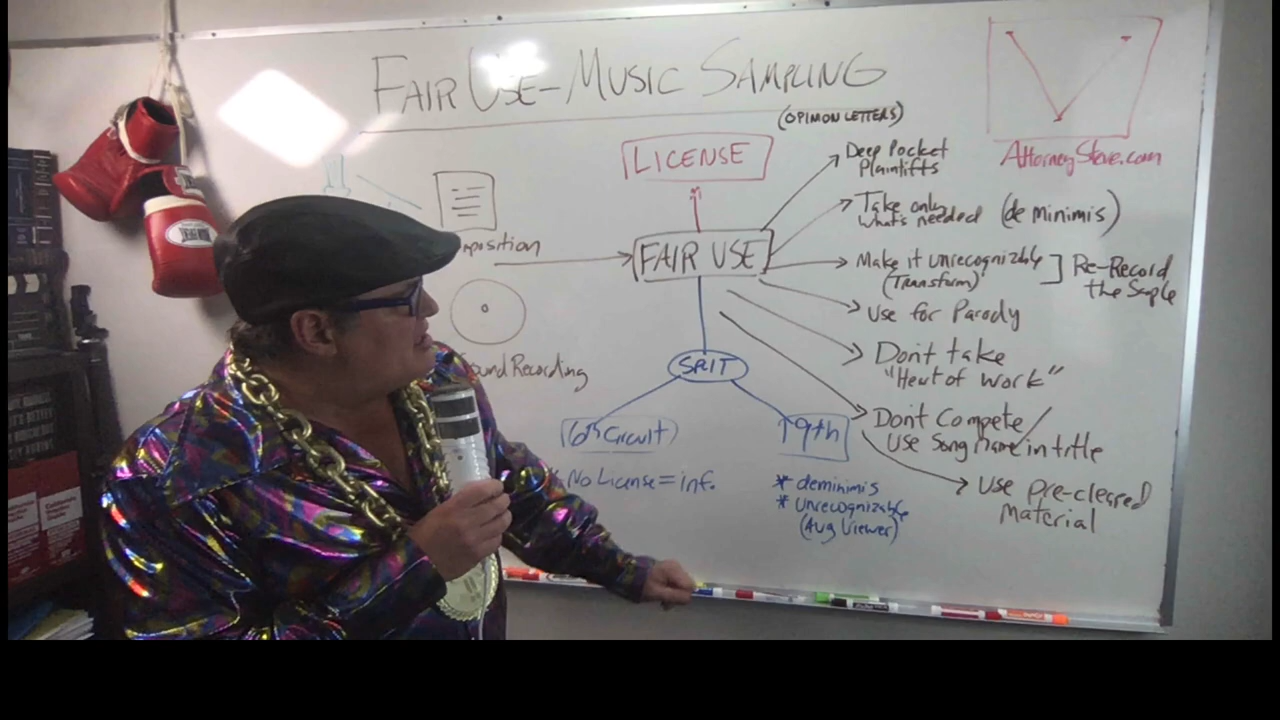 FAIR USE - MUSIC SAMPLING
(OPINION LETTERS)
LICENSE
AttorneySteve.com
Deep Pocket
Plaintiffs
Take only
what's needed (de minimis)
mposition
FAIR USE
Make it unrecognizable
(Transform)
Re-Record
the Sample
Use for Parody
Sound Recording
SPLIT
Don't take
"Heart of Work"
6th Circuit
9th
Don't Compete /
Use Song name in title
* No License = inf.
* deminimis
* unrecognizable
(Avg Viewer)
Use pre-cleared
Material